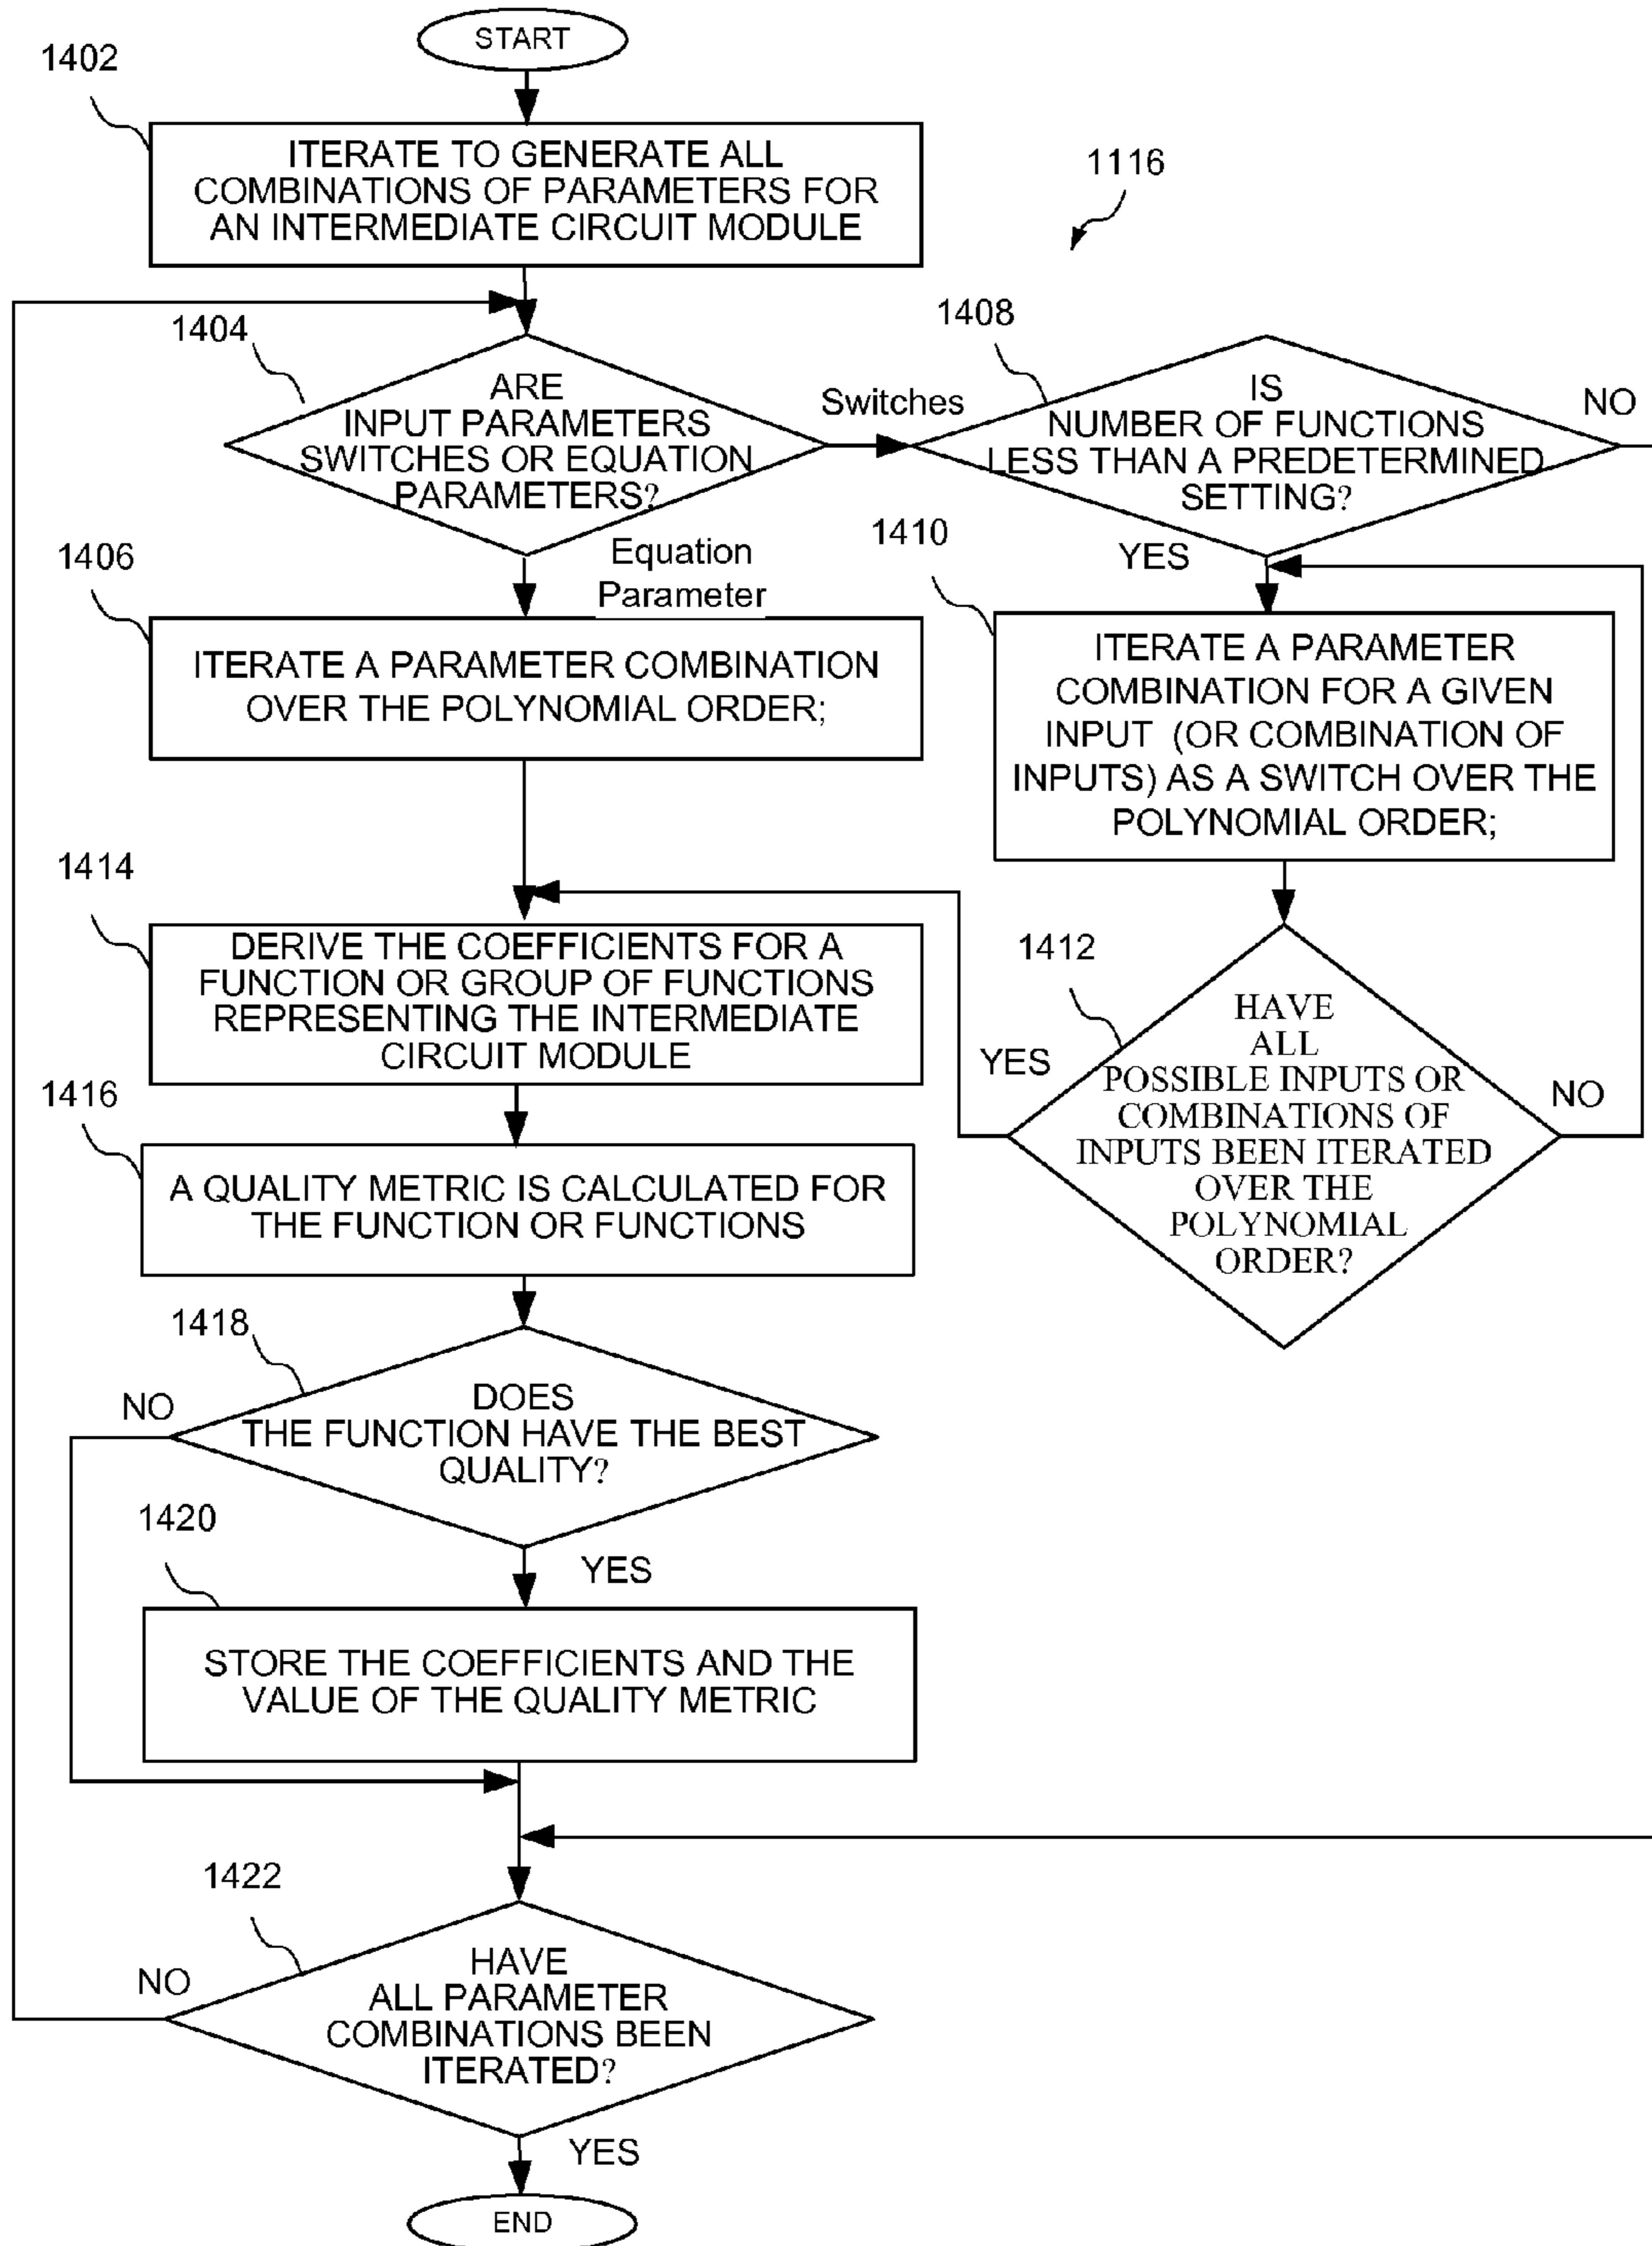 START
1402
ITERATE TO GENERATE ALL
COMBINATIONS OF PARAMETERS FOR
AN INTERMEDIATE CIRCUIT MODULE
1116
1404
ARE
INPUT PARAMETERS
SWITCHES OR EQUATION
PARAMETERS?
Switches
1408
IS
NUMBER OF FUNCTIONS
LESS THAN A PREDETERMINED
SETTING?
NO
YES
Equation
Parameter
1406
ITERATE A PARAMETER COMBINATION
OVER THE POLYNOMIAL ORDER;
1410
ITERATE A PARAMETER
COMBINATION FOR A GIVEN
INPUT (OR COMBINATION OF
INPUTS) AS A SWITCH OVER THE
POLYNOMIAL ORDER;
1412
HAVE
ALL
POSSIBLE INPUTS OR
COMBINATIONS OF
INPUTS BEEN ITERATED
OVER THE
POLYNOMIAL
ORDER?
YES
NO
1414
DERIVE THE COEFFICIENTS FOR A
FUNCTION OR GROUP OF FUNCTIONS
REPRESENTING THE INTERMEDIATE
CIRCUIT MODULE
1416
A QUALITY METRIC IS CALCULATED FOR
THE FUNCTION OR FUNCTIONS
1418
DOES
THE FUNCTION HAVE THE BEST
QUALITY?
NO
YES
1420
STORE THE COEFFICIENTS AND THE
VALUE OF THE QUALITY METRIC
1422
HAVE
ALL PARAMETER
COMBINATIONS BEEN
ITERATED?
NO
YES
END